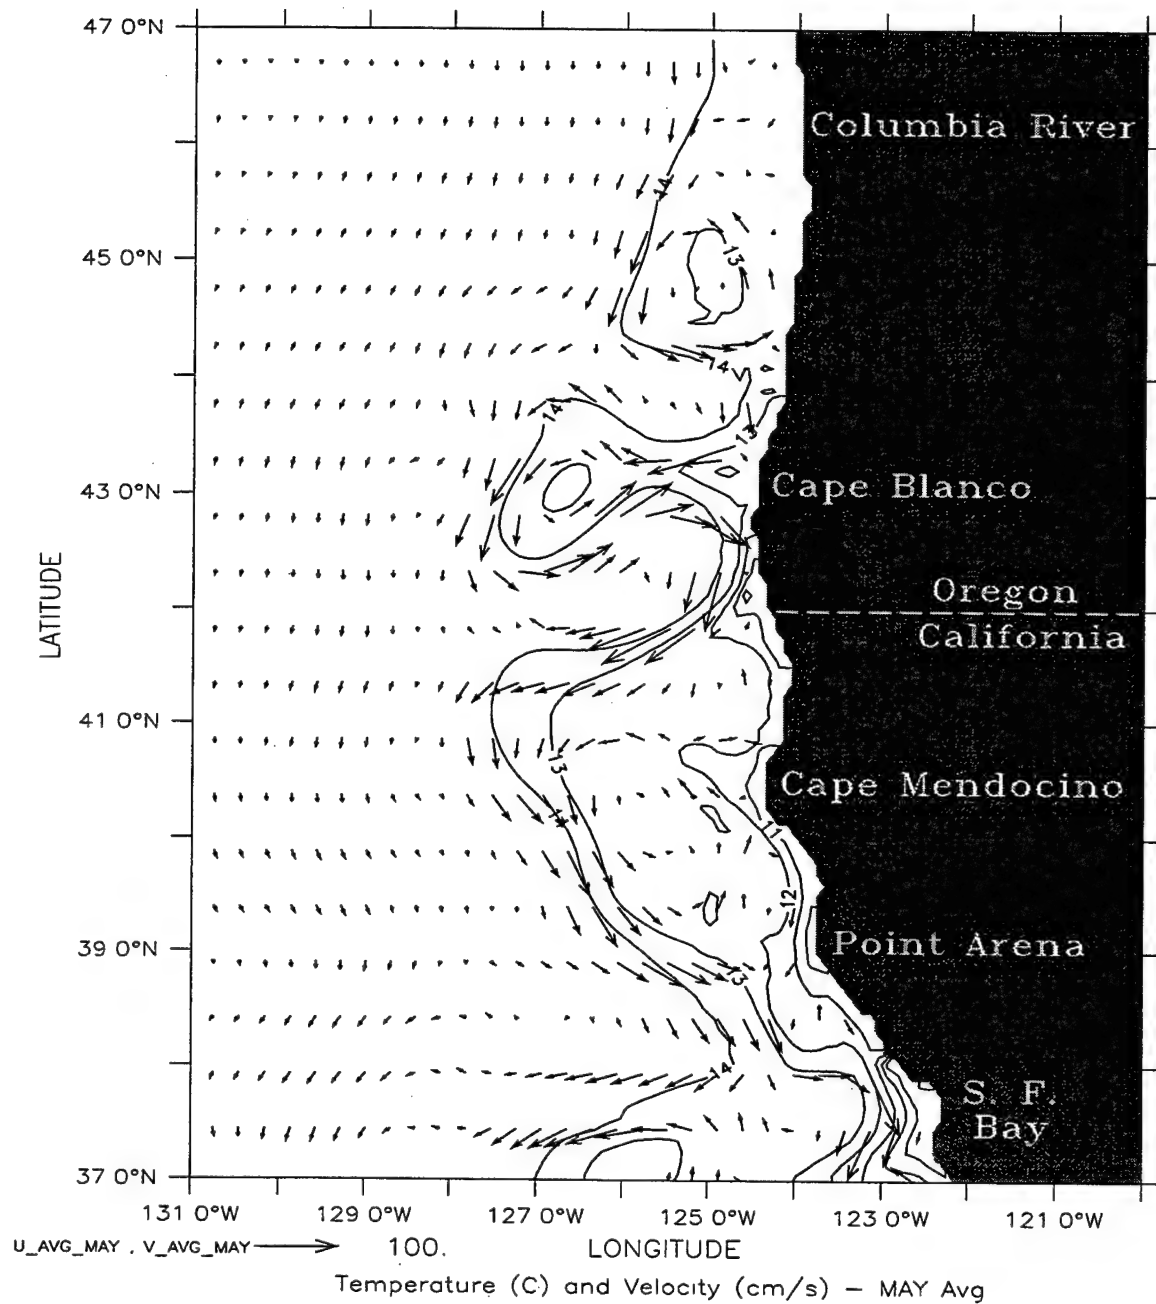 47 0°N
Columbia River
14
45 0°N
13
14
14
13
43 0°N
Cape Blanco
LATITUDE
Oregon
California
41 0°N
13
Cape Mendocino
11
12
39 0°N
Point Arena
13
14
S. F.
Bay
37 0°N
131 0°W 129 0°W 127 0°W 125 0°W 123 0°W 121 0°W
U_AVG_MAY , V_AVG_MAY 100. LONGITUDE
Temperature (C) and Velocity (cm/s) – MAY Avg